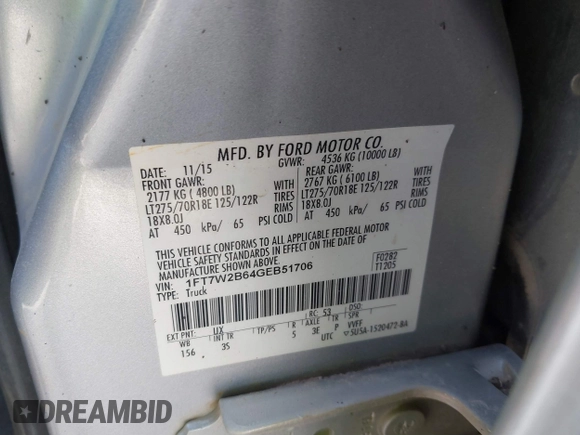 MFD. BY FORD MOTOR CO.
DATE: 11/15 GVWR: 4536 KG (10000 LB)
FRONT GAWR: REAR GAWR:
2177 KG ( 4800 LB) WITH 2767 KG ( 6100 LB) WITH
LT275/70R18E 125/122R TIRES LT275/70R18E 125/122R TIRES
18X8.0J RIMS 18X8.0J RIMS
AT 450 kPa/ 65 PSI COLD AT 450 kPa/ 65 PSI COLD
THIS VEHICLE CONFORMS TO ALL APPLICABLE FEDERAL MOTOR
VEHICLE SAFETY STANDARDS IN EFFECT ON THE DATE OF
MANUFACTURE SHOWN ABOVE.
VIN: 1FT7W2B64GEB51706 F0282
TYPE: Truck T1205
EXT PNT: UX RC: 53 DSO:
WB INT TR TP/PS R AXLE TR SPR
156 3S 5 3E P VVFF
UTC 5U5A-1520472-BA
DREAMBID